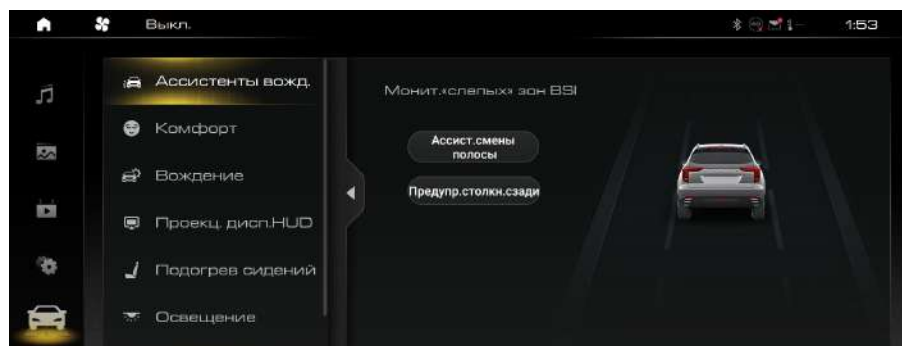 Выкл.
1:53
Ассистенты вожд.
Комфорт
Вождение
Проекц. дисп.HUD
Подогрев сидений
Освещение
Монит.«слепых» зон BSI
Ассист.смены
полосы
Предупр.столкн.сзади